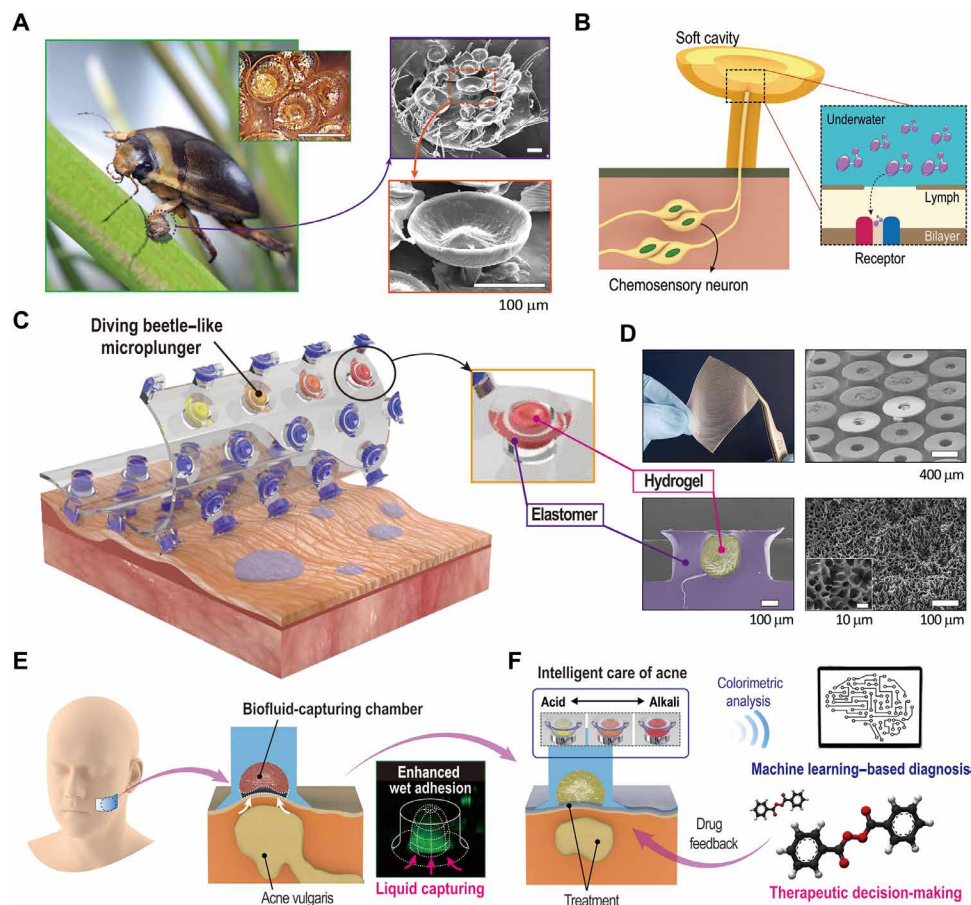 A
100 μm
B
Soft cavity
Underwater
Lymph
Bilayer
Receptor
Chemosensory neuron
C
Diving beetle–like
microplunger
Hydrogel
Elastomer
D
400 μm
100 μm
10 μm
100 μm
E
Biofluid-capturing chamber
Enhanced
wet adhesion
Liquid capturing
Acne vulgaris
F
Intelligent care of acne
Acid
Alkali
Colorimetric
analysis
Machine learning–based diagnosis
Drug
feedback
Treatment
Therapeutic decision-making